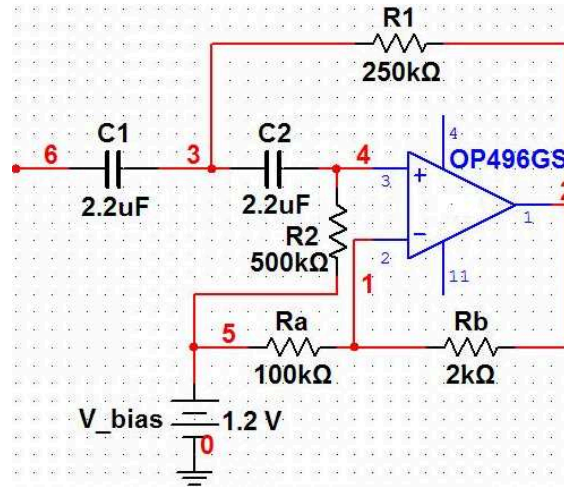 R1
250kΩ
C1
C2
6
3
4
4
OP496GS
2.2uF
2.2uF
3
+
1
2
R2
500kΩ
−
2
1
11
5
Ra
Rb
100kΩ
2kΩ
V_bias
1.2 V
0